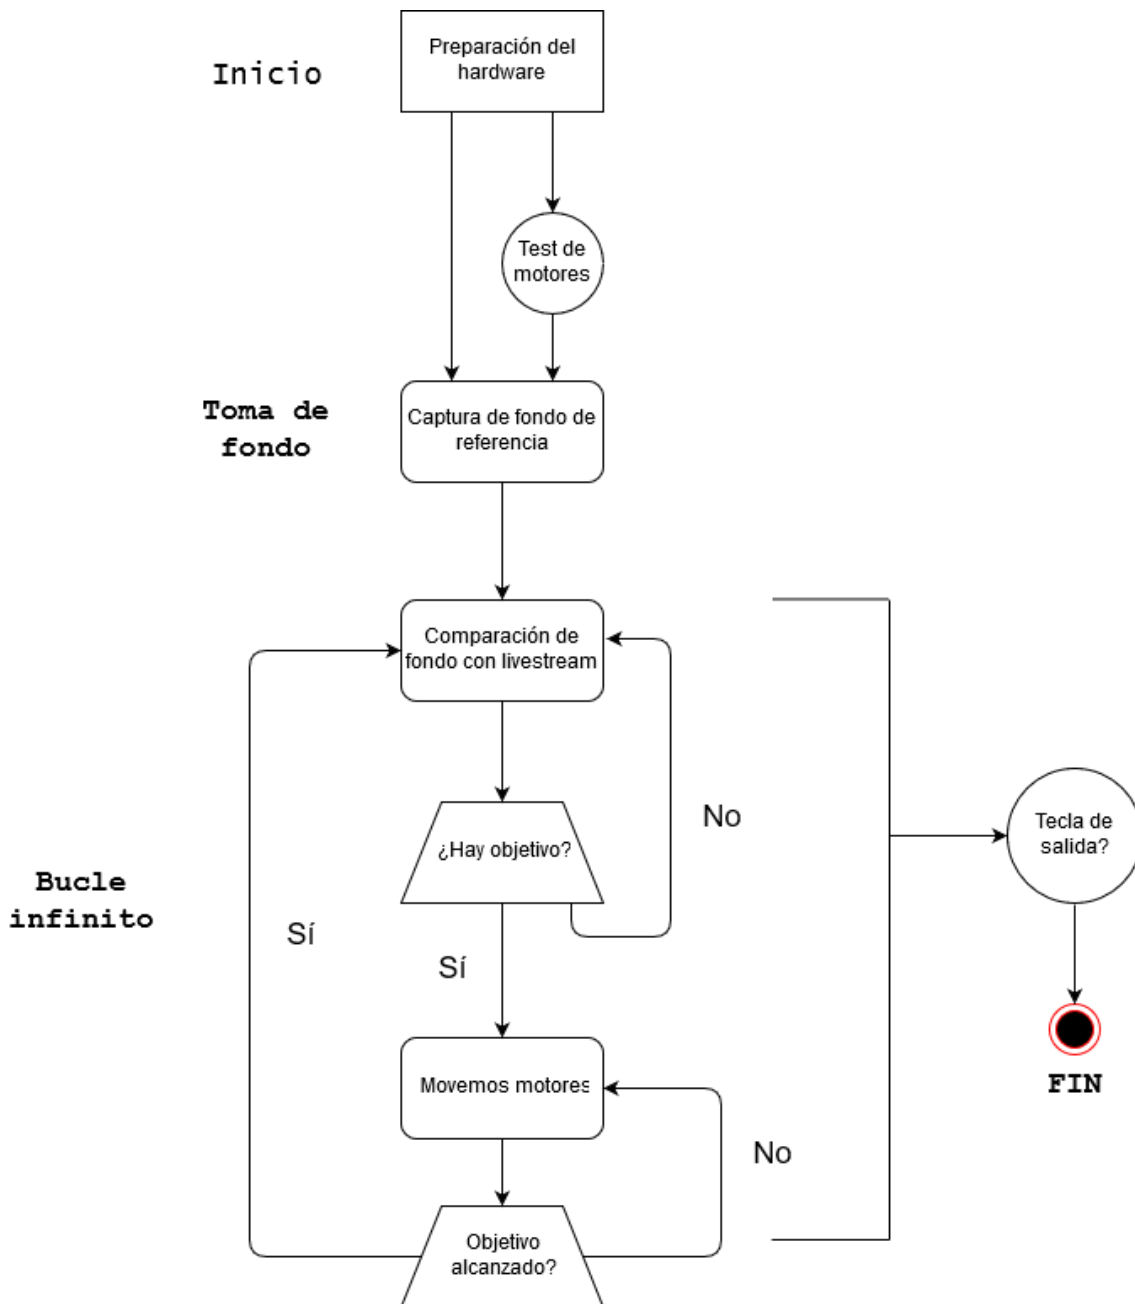 Preparación del
hardware
Inicio
Test de
motores
Toma de
fondo
Captura de fondo de
referencia
Comparación de
fondo con livestream
¿Hay objetivo?
No
Tecla de
salida?
Bucle
infinito
Sí
Sí
Movemos motores
FIN
No
Objetivo
alcanzado?